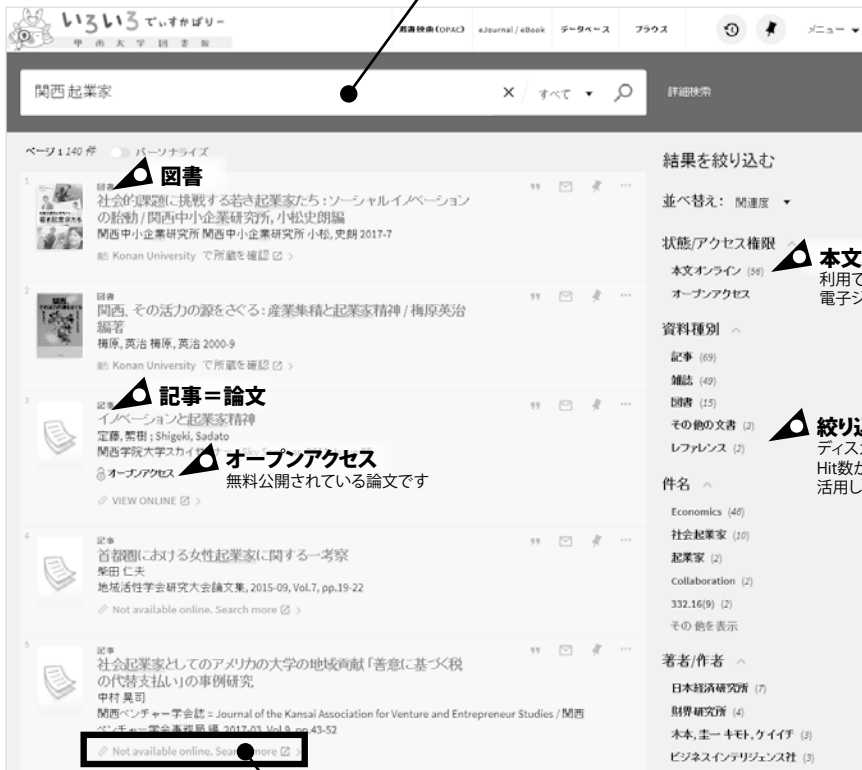 いろいろでぃすかばりー
甲南大学図書館
蔵書検索(OPAC) eJournal / eBook データベース ブラウズ メニュー ▼
関西 起業家 × すべて ▼ 詳細検索
ページ 1 140 件 パーソナライズ
1
図書
図書
社会的課題に挑戦する若き起業家たち : ソーシャルイノベーション
の胎動 / 関西中小企業研究所, 小松史朗編
関西中小企業研究所 関西中小企業研究所 小松, 史朗 2017-7
Konan University で所蔵を確認 >
2
図書
関西、その活力の源をさぐる : 産業集積と起業家精神 / 梅原英治
編著
梅原, 英治 梅原, 英治 2000-9
Konan University で所蔵を確認 >
3
記事
記事=論文
イノベーションと起業家精神
定藤, 繁樹 ; Shigeki, Sadato
関西学院大学スカイ
オープンアクセス
オープンアクセス
無料公開されている論文です
VIEW ONLINE >
4
記事
首都圏における女性起業家に関する一考察
柴田 仁夫
地域活性学会研究大会論文集, 2015-09, Vol.7, pp.19-22
Not available online. Search more >
5
記事
社会起業家としてのアメリカの大学の地域貢献「善意に基づく税
の代替支払い」の事例研究
中村 晃司
関西ベンチャー学会誌 = Journal of the Kansai Association for Venture and Entrepreneur Studies / 関西
ベンチャー学会事務局 編, 2017-03, Vol.9, pp.43-52
Not available online. Search more >
結果を絞り込む
並べ替え: 関連度 ▼
状態/アクセス権限
本文オンライン (56)
オープンアクセス
本文
利用で
電子ジ
資料種別
記事 (69)
雑誌 (49)
図書 (15)
その他の文書 (2)
レファレンス (2)
絞り込
ディスカ
Hit数が
活用し
件名
Economics (46)
社会起業家 (10)
起業家 (2)
Collaboration (2)
332.16(9) (2)
その他を表示
著者/作者
日本経済研究所 (7)
財界研究所 (4)
木本, 圭一 キモト, ケイイチ (3)
ビジネスインテリジェンス社 (3)